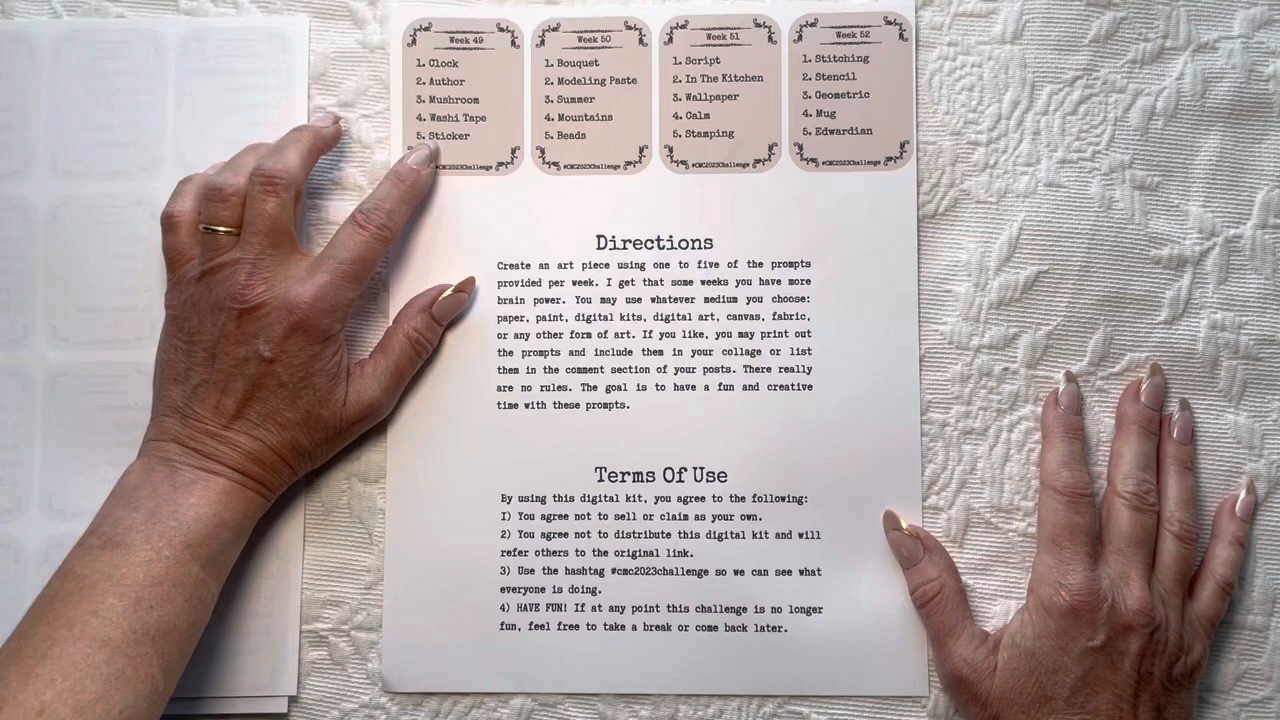 Week 49
1. Clock
2. Author
3. Mushroom
4. Washi Tape
5. Sticker
#CMC2023Challenge
Week 50
1. Bouquet
2. Modeling Paste
3. Summer
4. Mountains
5. Beads
#CMC2023Challenge
Week 51
1. Script
2. In The Kitchen
3. Wallpaper
4. Calm
5. Stamping
#CMC2023Challenge
Week 52
1. Stitching
2. Stencil
3. Geometric
4. Mug
5. Edwardian
#CMC2023Challenge
Directions
Create an art piece using one to five of the prompts
provided per week. I get that some weeks you have more
brain power. You may use whatever medium you choose:
paper, paint, digital kits, digital art, canvas, fabric,
or any other form of art. If you like, you may print out
the prompts and include them in your collage or list
them in the comment section of your posts. There really
are no rules. The goal is to have a fun and creative
time with these prompts.
Terms Of Use
By using this digital kit, you agree to the following:
1) You agree not to sell or claim as your own.
2) You agree not to distribute this digital kit and will
refer others to the original link.
3) Use the hashtag #cmc2023challenge so we can see what
everyone is doing.
4) HAVE FUN! If at any point this challenge is no longer
fun, feel free to take a break or come back later.